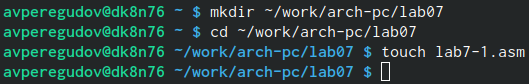 avperegudov@dk8n76 ~ $ mkdir ~/work/arch-pc/lab07
avperegudov@dk8n76 ~ $ cd ~/work/arch-pc/lab07
avperegudov@dk8n76 ~/work/arch-pc/lab07 $ touch lab7-1.asm
avperegudov@dk8n76 ~/work/arch-pc/lab07 $